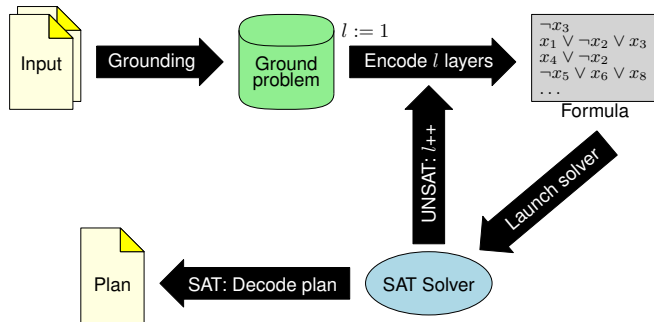 Input
Grounding
Ground
problem
l := 1
Encode l layers
¬x₃
x₁ ∨ ¬x₂ ∨ x₃
x₄ ∨ ¬x₂
¬x₅ ∨ x₆ ∨ x₈
...
Formula
UNSAT: l++
Launch solver
Plan
SAT: Decode plan
SAT Solver